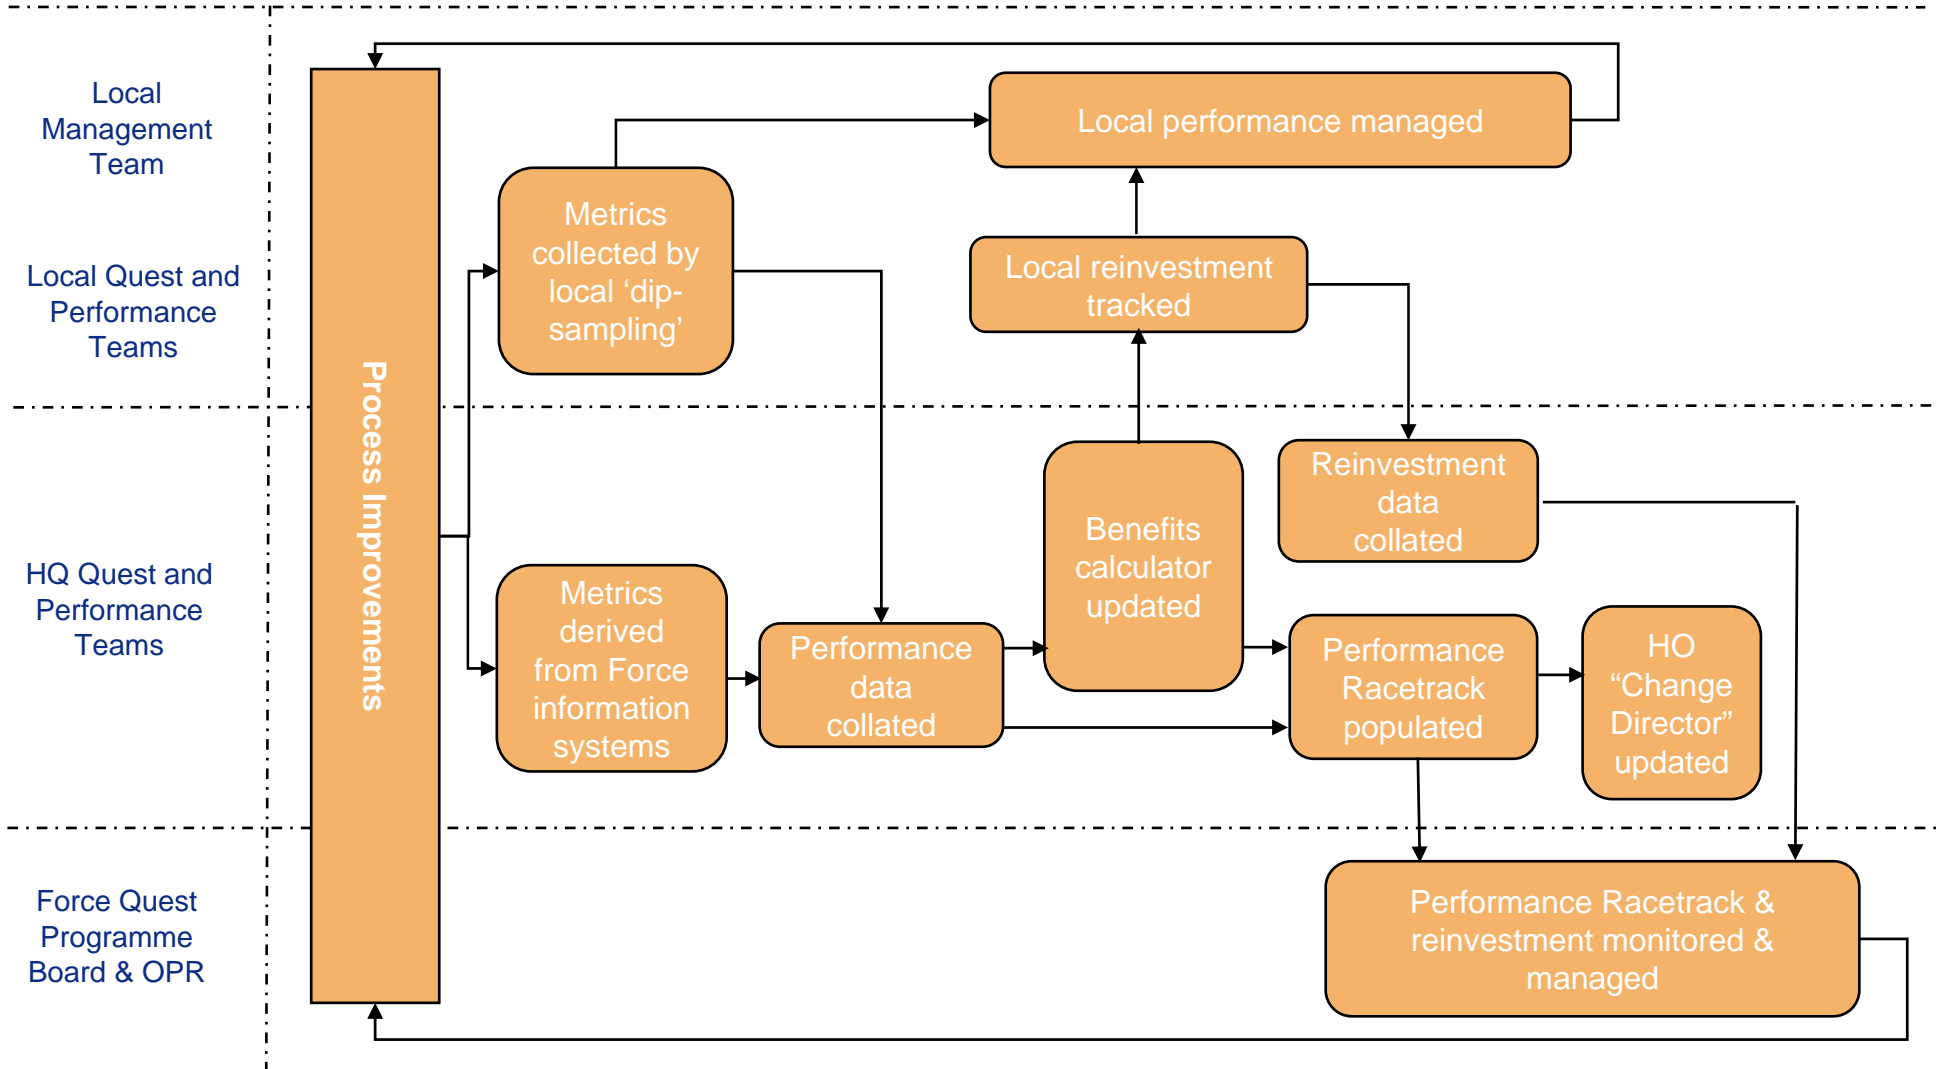 Local
Management
Team
Local Quest and
Performance
Teams
HQ Quest and
Performance
Teams
Force Quest
Programme
Board & OPR
Process Improvements
Local performance managed
Metrics
collected by
local ‘dip-
sampling’
Local reinvestment
tracked
Metrics
derived
from Force
information
systems
Performance
data
collated
Benefits
calculator
updated
Reinvestment
data
collated
Performance
Racetrack
populated
HO
“Change
Director”
updated
Performance Racetrack &
reinvestment monitored &
managed